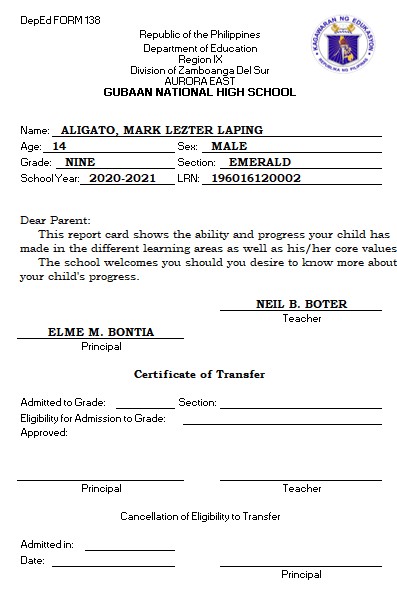 DepEd FORM 138
Republic of the Philippines
Department of Education
Region IX
Division of Zamboanga Del Sur
AURORA EAST
GUBAAN NATIONAL HIGH SCHOOL
KAGAWARAN NG EDUKASYON
REPUBLIKA NG PILIPINAS
Name: ALIGATO, MARK LEZTER LAPING
Age: 14 Sex: MALE
Grade: NINE Section: EMERALD
School Year: 2020-2021 LRN: 196016120002
Dear Parent:
This report card shows the ability and progress your child has
made in the different learning areas as well as his/her core values
The school welcomes you should you desire to know more about
your child's progress.
NEIL B. BOTER
Teacher
ELME M. BONTIA
Principal
Certificate of Transfer
Admitted to Grade: Section:
Eligibility for Admission to Grade:
Approved:
Principal Teacher
Cancellation of Eligibility to Transfer
Admitted in:
Date:
Principal